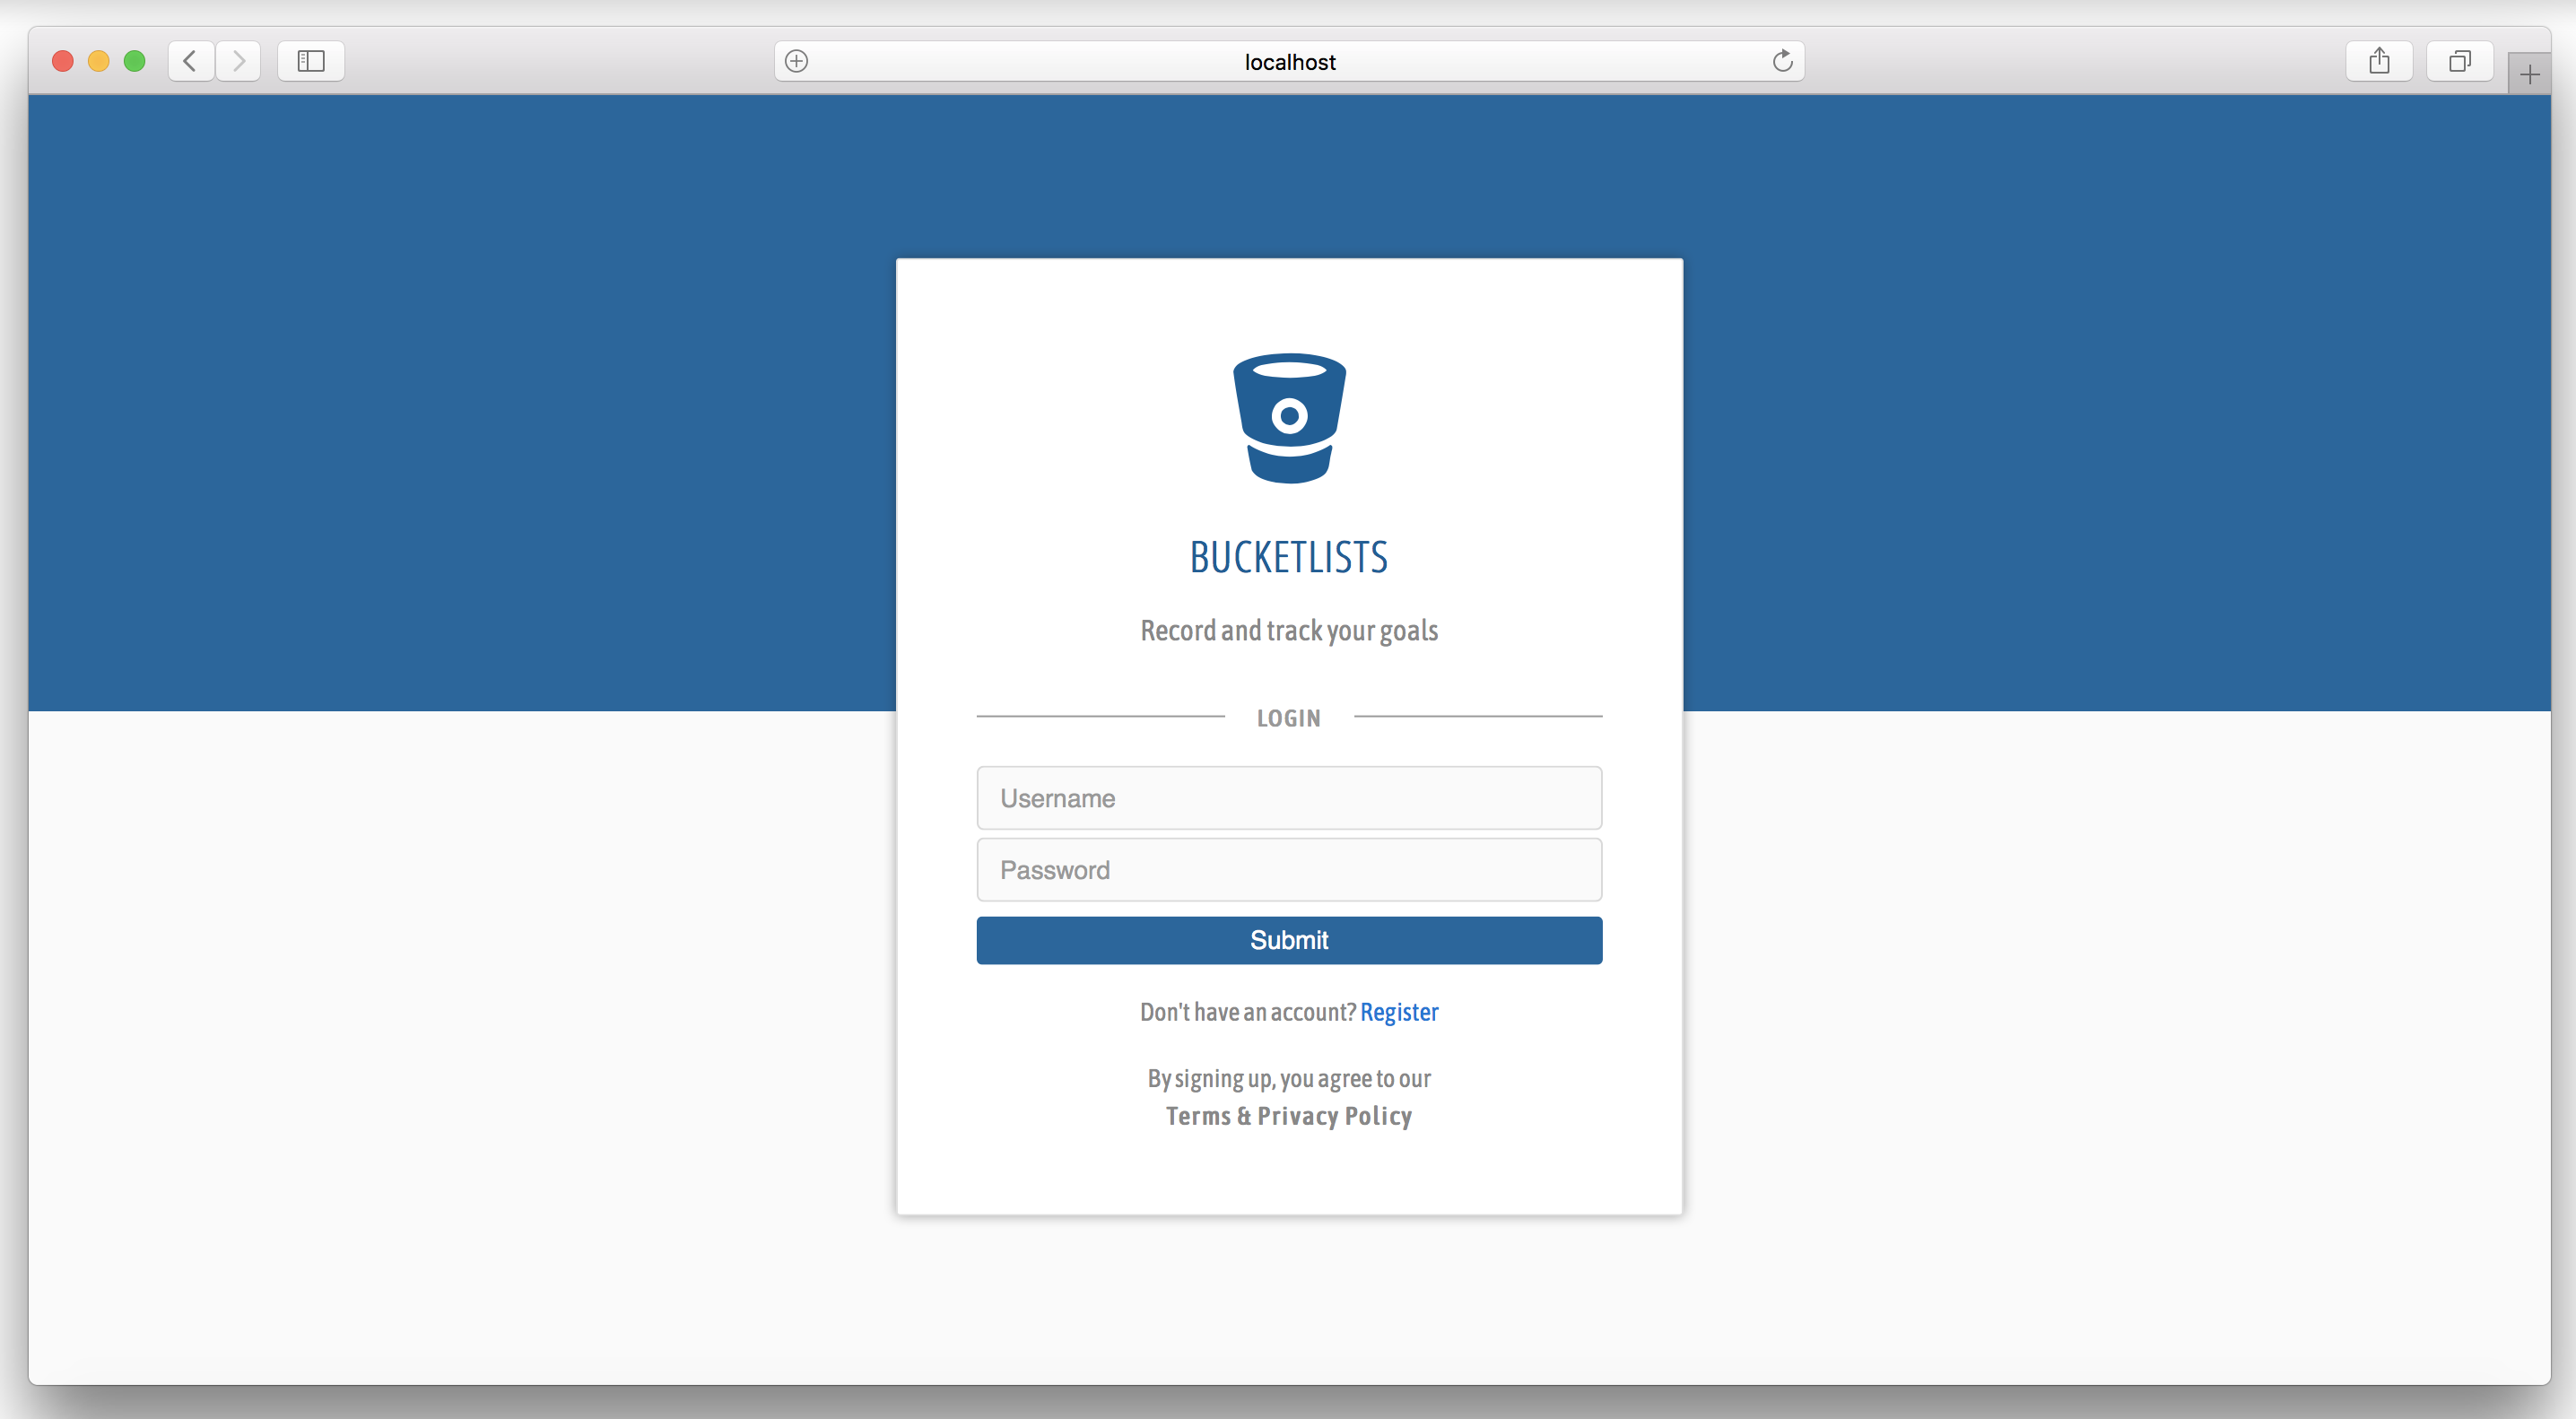 localhost
BUCKETLISTS
Record and track your goals
LOGIN
Username
Password
Submit
Don't have an account? Register
By signing up, you agree to our
Terms & Privacy Policy